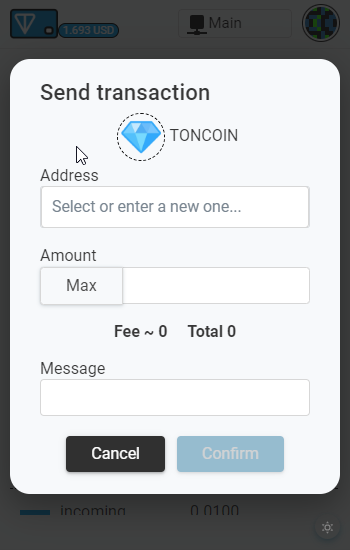 1.693 USD
Main
Send transaction
TONCOIN
Address
Select or enter a new one...
Amount
Max
Fee ~ 0 Total 0
Message
Cancel Confirm
incoming 0.0100